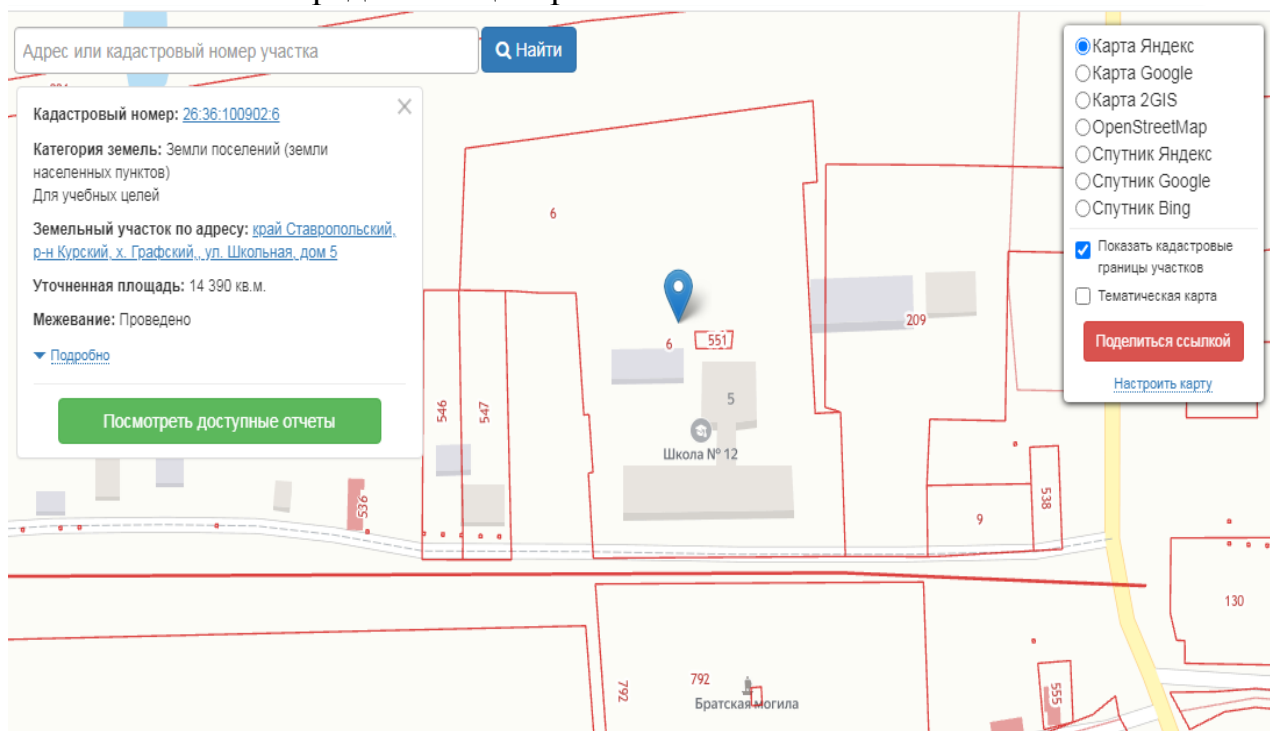 Адрес или кадастровый номер участка
Найти
Кадастровый номер: 26:36:100902:6
Категория земель: Земли поселений (земли
населенных пунктов)
Для учебных целей
Земельный участок по адресу: край Ставропольский,
р-н Курский, х. Графский,, ул. Школьная, дом 5
Уточненная площадь: 14 390 кв.м.
Межевание: Проведено
Подробно
Посмотреть доступные отчеты
Карта Яндекс
Карта Google
Карта 2GIS
OpenStreetMap
Спутник Яндекс
Спутник Google
Спутник Bing
Показать кадастровые
границы участков
Тематическая карта
Поделиться ссылкой
Настроить карту
6
209
6
551
5
546
547
Школа № 12
536
538
9
130
792
792
Братская могила
555